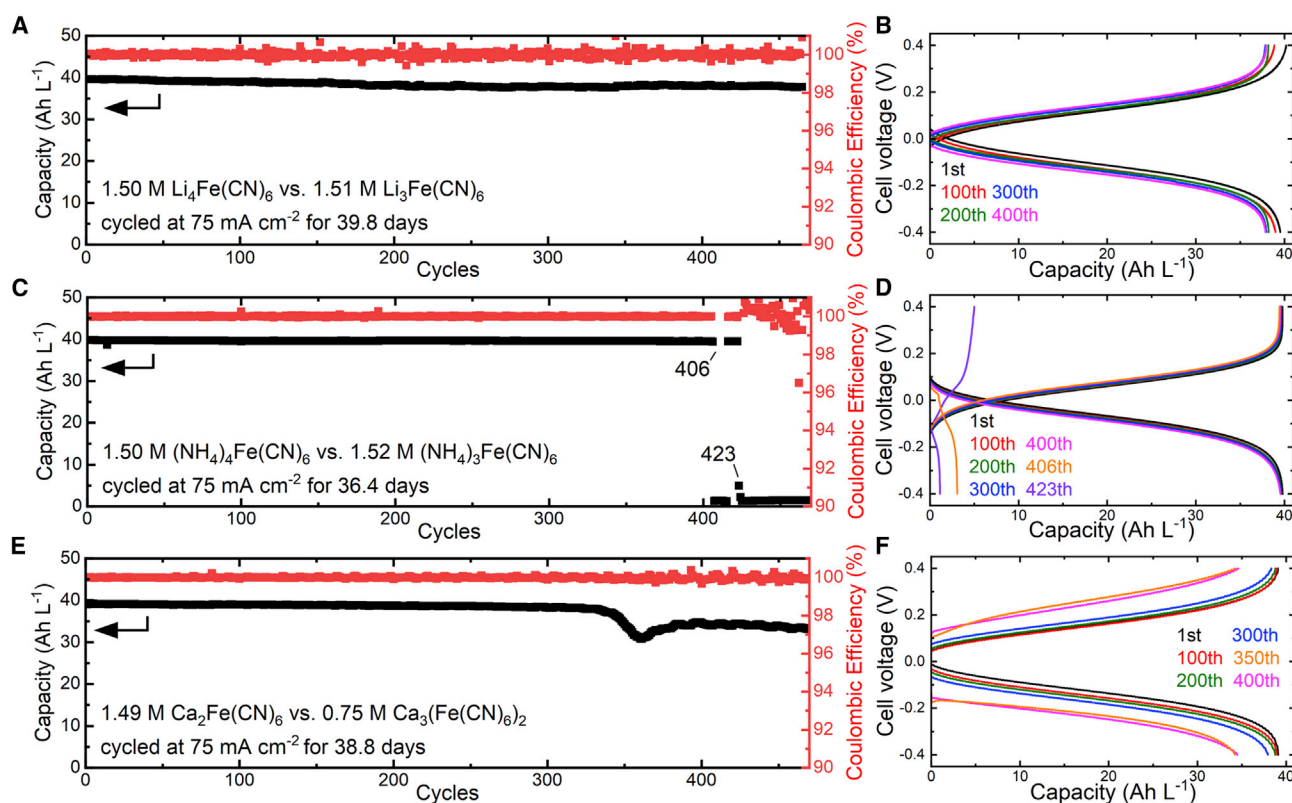 A
Capacity (Ah L⁻¹)
50
40
30
20
10
0
100
98
96
94
92
90
Coulombic Efficiency (%)
1.50 M Li₄Fe(CN)₆ vs. 1.51 M Li₃Fe(CN)₆
cycled at 75 mA cm⁻² for 39.8 days
0 100 200 300 400
Cycles
B
Cell voltage (V)
0.4
0.2
0.0
-0.2
-0.4
1st
100th 300th
200th 400th
0 10 20 30 40
Capacity (Ah L⁻¹)
C
Capacity (Ah L⁻¹)
50
40
30
20
10
0
100
98
96
94
92
90
Coulombic Efficiency (%)
406
1.50 M (NH₄)₄Fe(CN)₆ vs. 1.52 M (NH₄)₃Fe(CN)₆
423
cycled at 75 mA cm⁻² for 36.4 days
0 100 200 300 400
Cycles
D
Cell voltage (V)
0.4
0.2
0.0
-0.2
-0.4
1st
100th 400th
200th 406th
300th 423th
0 10 20 30 40
Capacity (Ah L⁻¹)
E
Capacity (Ah L⁻¹)
50
40
30
20
10
0
100
98
96
94
92
90
Coulombic Efficiency (%)
1.49 M Ca₂Fe(CN)₆ vs. 0.75 M Ca₃(Fe(CN)₆)₂
cycled at 75 mA cm⁻² for 38.8 days
0 100 200 300 400
Cycles
F
Cell voltage (V)
0.4
0.2
0.0
-0.2
-0.4
1st 300th
100th 350th
200th 400th
0 10 20 30 40
Capacity (Ah L⁻¹)